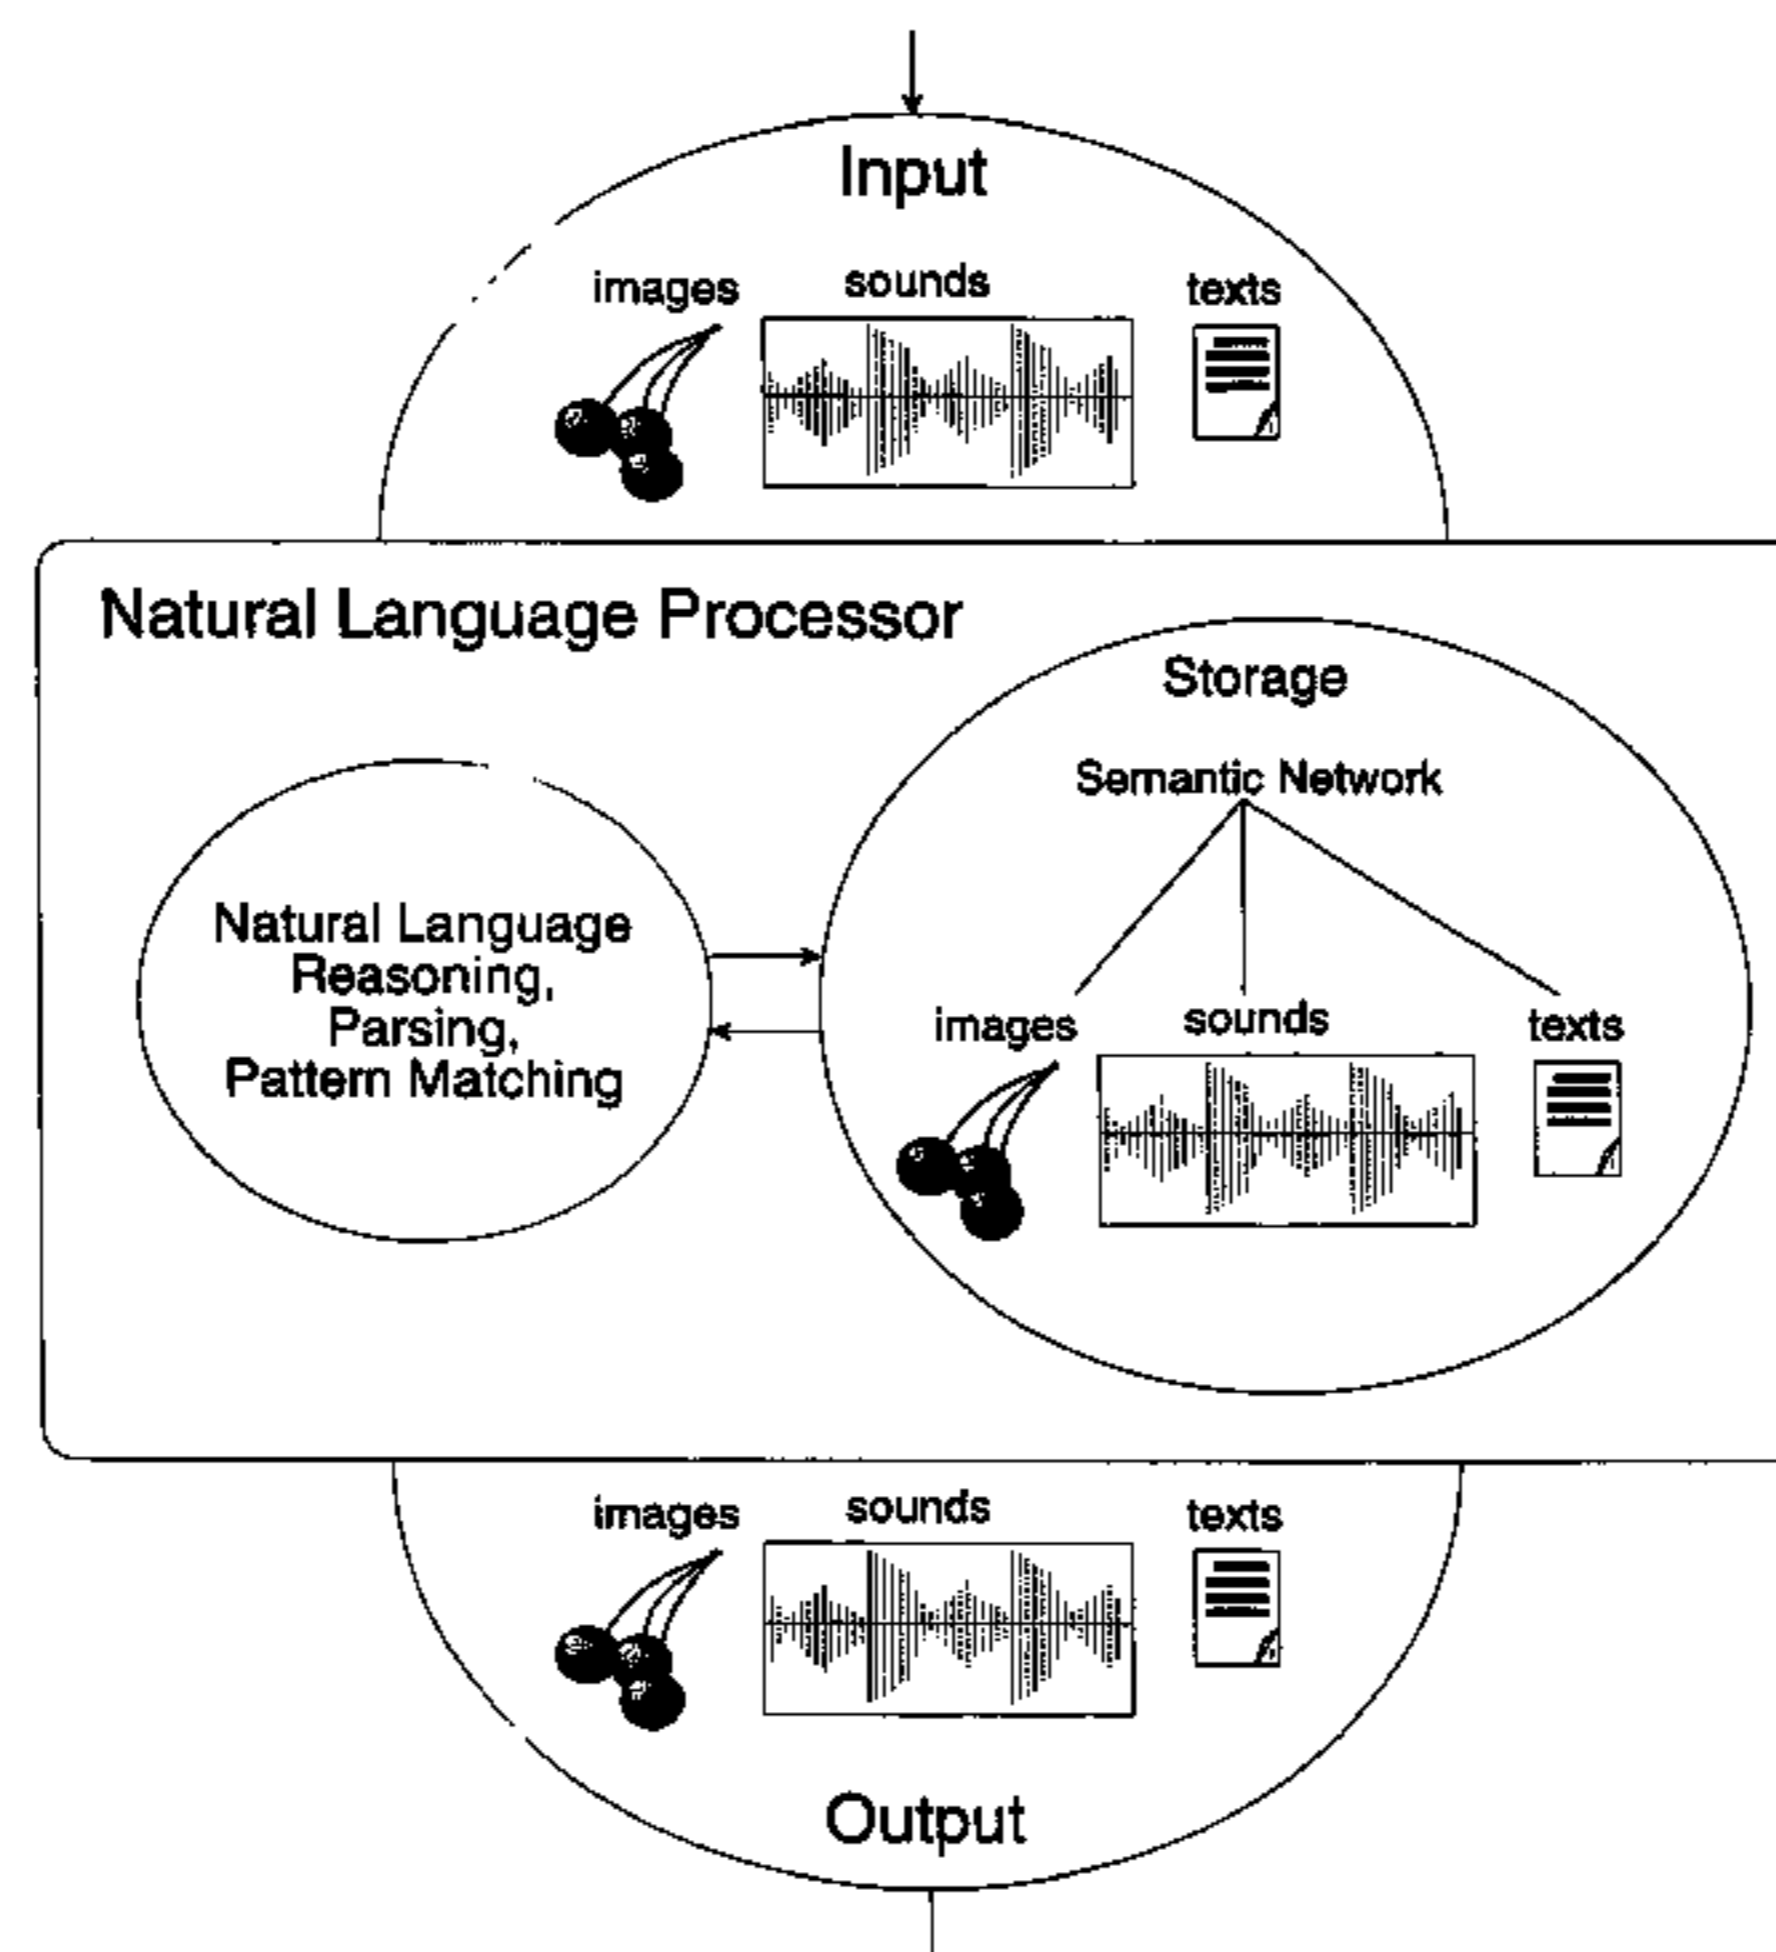 Input
images
sounds
texts
Natural Language Processor
Storage
Semantic Network
Natural Language
Reasoning,
Parsing,
Pattern Matching
images
sounds
texts
images
sounds
texts
Output